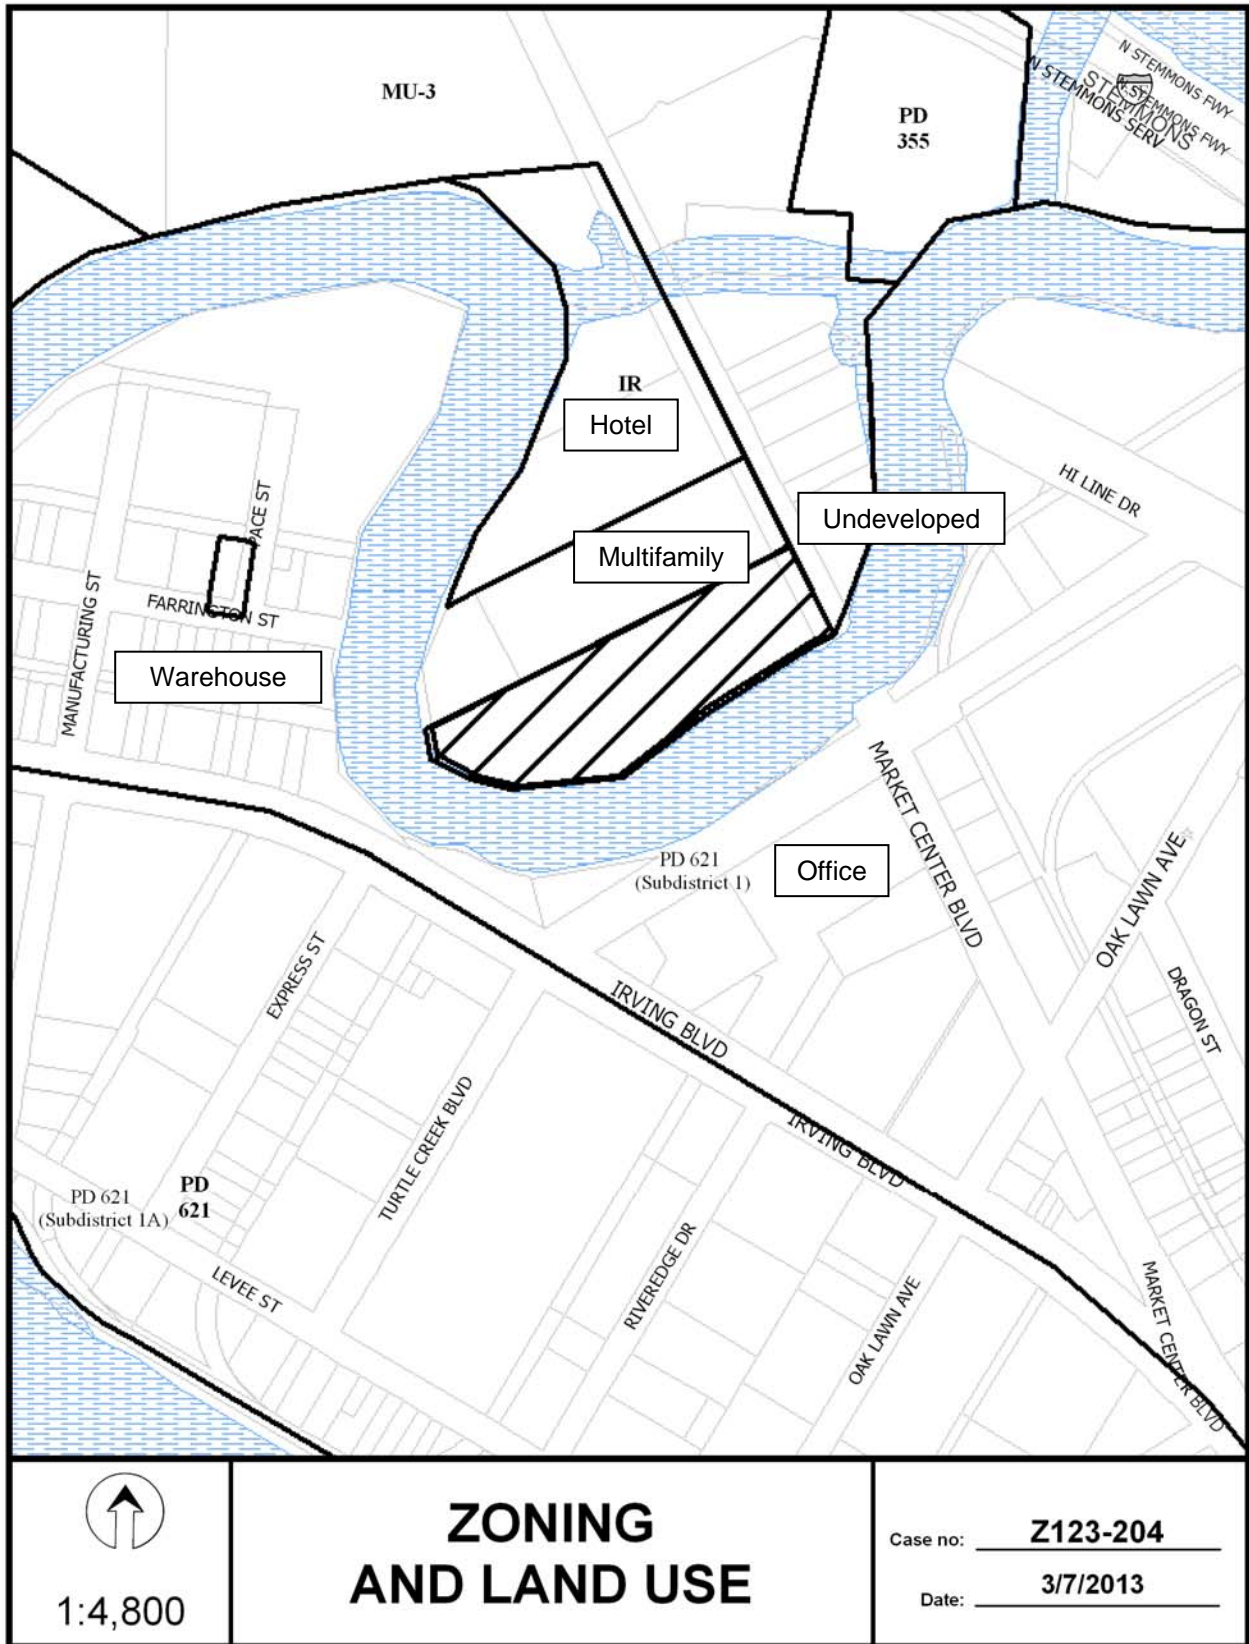 MU-3
PD
355
N STEMMONS FWY
N STEMMONS FWY
STEMMONS
N STEMMONS SERV
IR
Hotel
HI LINE DR
PACE ST
Undeveloped
Multifamily
MANUFACTURING ST
FARRINGTON ST
Warehouse
MARKET CENTER BLVD
PD 621
(Subdistrict 1)
Office
OAK LAWN AVE
EXPRESS ST
DRAGON ST
IRVING BLVD
TURTLE CREEK BLVD
IRVING BLVD
PD 621
(Subdistrict 1A)
PD
621
LEVEE ST
RIVEREDGE DR
OAK LAWN AVE
MARKET CENTER BLVD
1:4,800
ZONING
AND LAND USE
Case no: Z123-204
Date: 3/7/2013